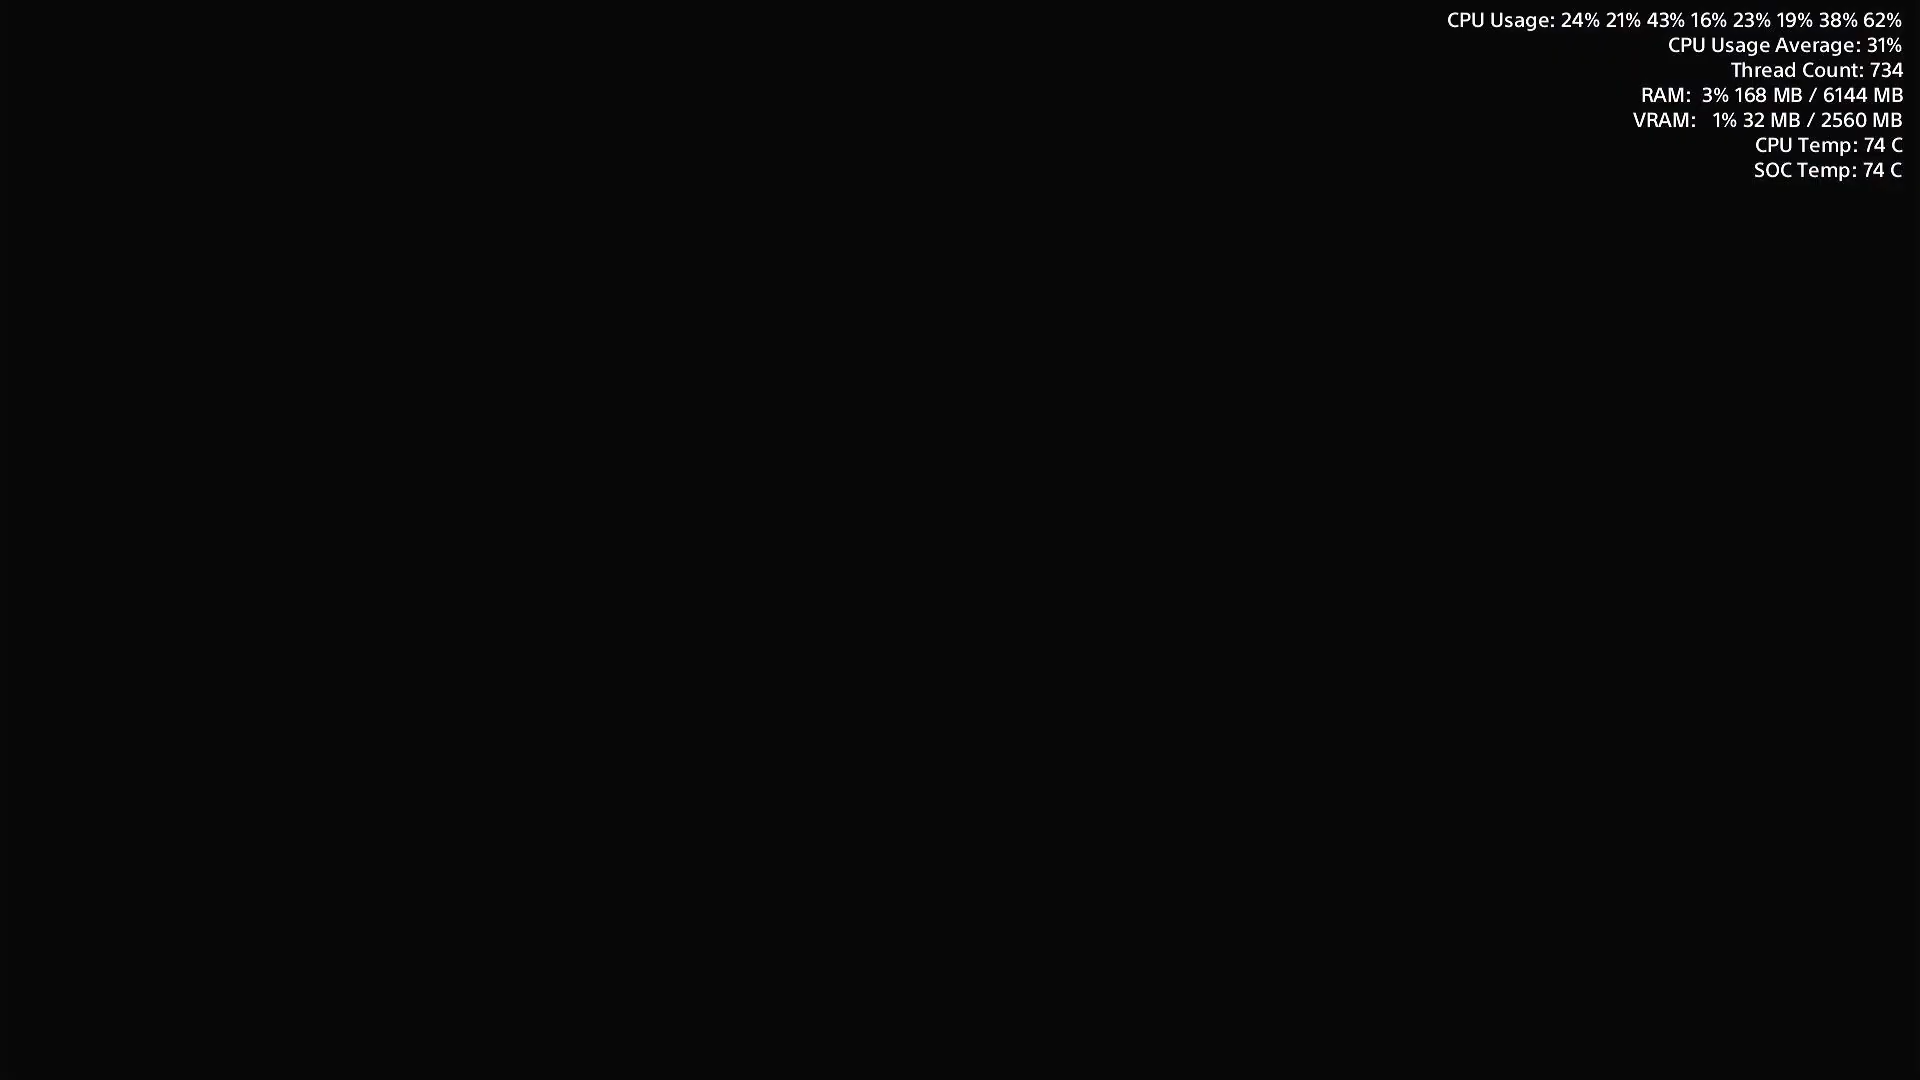 CPU Usage: 24% 21% 43% 16% 23% 19% 38% 62%
CPU Usage Average: 31%
Thread Count: 734
RAM: 3% 168 MB / 6144 MB
VRAM: 1% 32 MB / 2560 MB
CPU Temp: 74 C
SOC Temp: 74 C